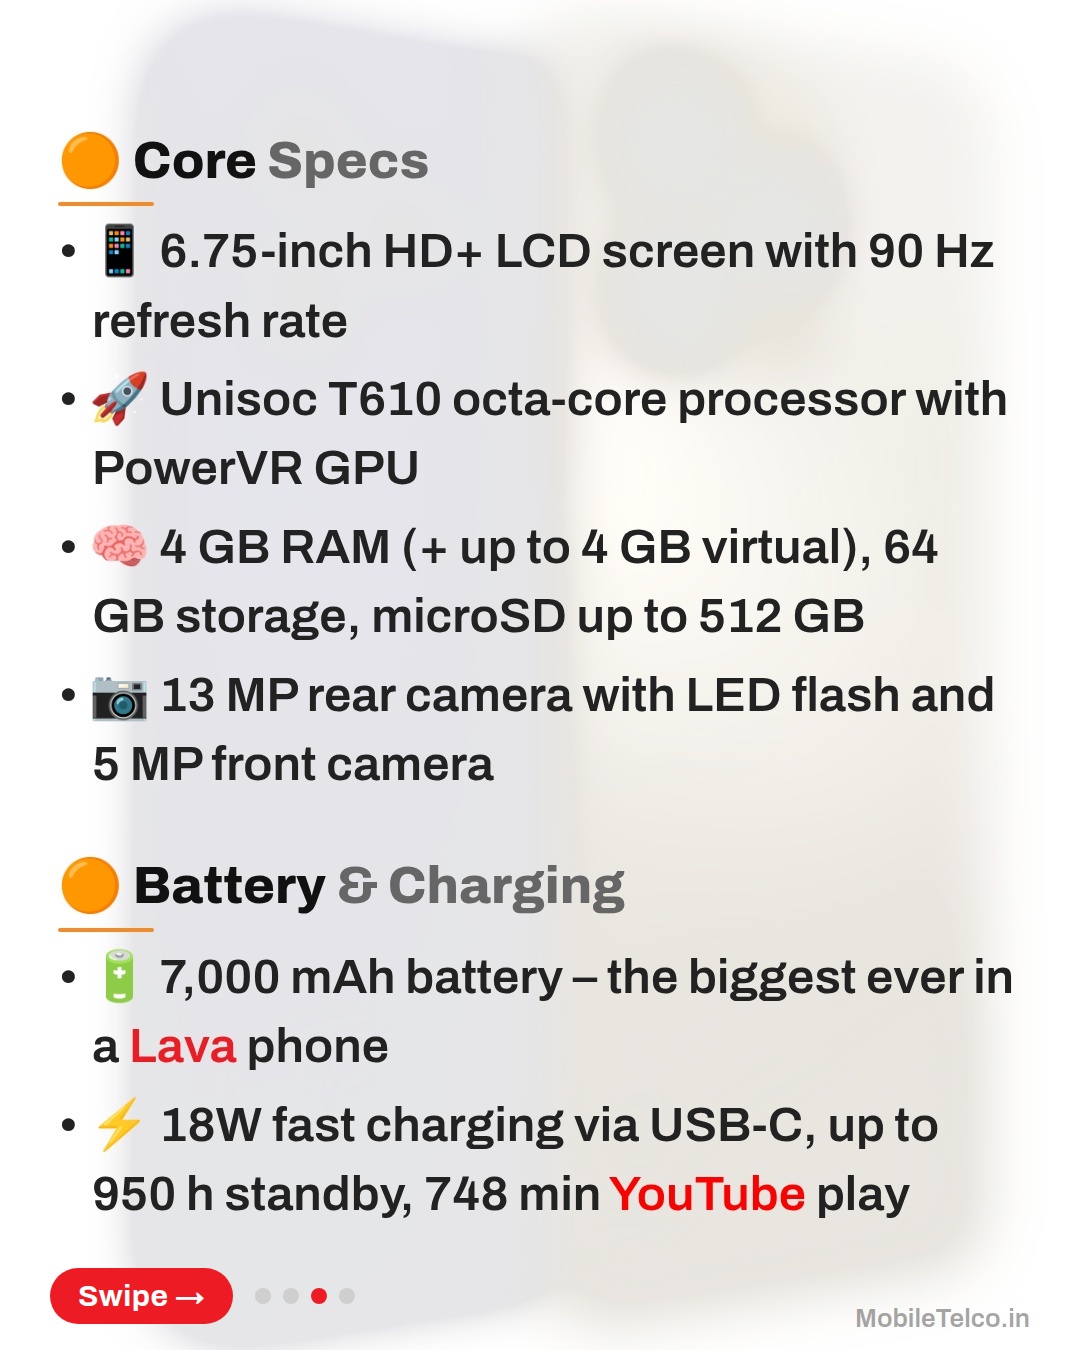 🟠 Core Specs
• 📱 6.75-inch HD+ LCD screen with 90 Hz
refresh rate
• 🚀 Unisoc T610 octa-core processor with
PowerVR GPU
• 🧠 4 GB RAM (+ up to 4 GB virtual), 64
GB storage, microSD up to 512 GB
• 📷 13 MP rear camera with LED flash and
5 MP front camera
🟠 Battery & Charging
• 🔋 7,000 mAh battery – the biggest ever in
a Lava phone
• ⚡ 18W fast charging via USB-C, up to
950 h standby, 748 min YouTube play
Swipe →
MobileTelco.in